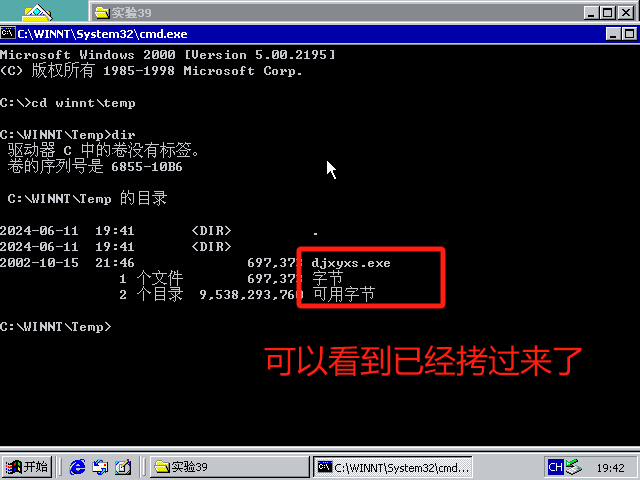 实验39
C:\WINNT\System32\cmd.exe
Microsoft Windows 2000 [Version 5.00.2195]
(C) 版权所有 1985-1998 Microsoft Corp.
C:\>cd winnt\temp
C:\WINNT\Temp>dir
驱动器 C 中的卷没有标签。
卷的序列号是 6855-10B6
C:\WINNT\Temp 的目录
2024-06-11 19:41 <DIR> .
2024-06-11 19:41 <DIR>
2002-10-15 21:46 697,373 djxyxs.exe
1 个文件 697,373 字节
2 个目录 9,538,293,760 可用字节
C:\WINNT\Temp>
可以看到已经拷过来了
开始
实验39
C:\WINNT\System32\cmd...
CH
19:42